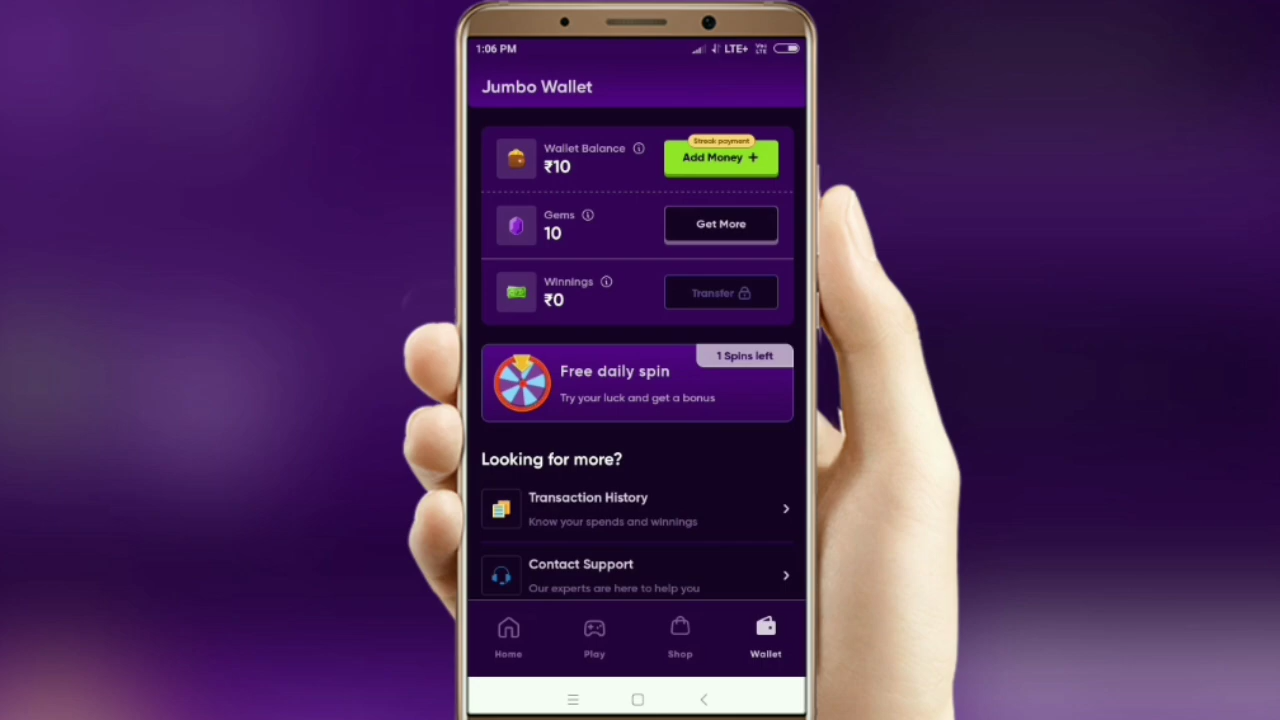 1:06 PM
LTE+
Jumbo Wallet
Wallet Balance
₹10
Streak payment
Add Money +
Gems
10
Get More
Winnings
₹0
Transfer
1 Spins left
Free daily spin
Try your luck and get a bonus
Looking for more?
Transaction History
Know your spends and winnings
Contact Support
Our experts are here to help you
Home
Play
Shop
Wallet